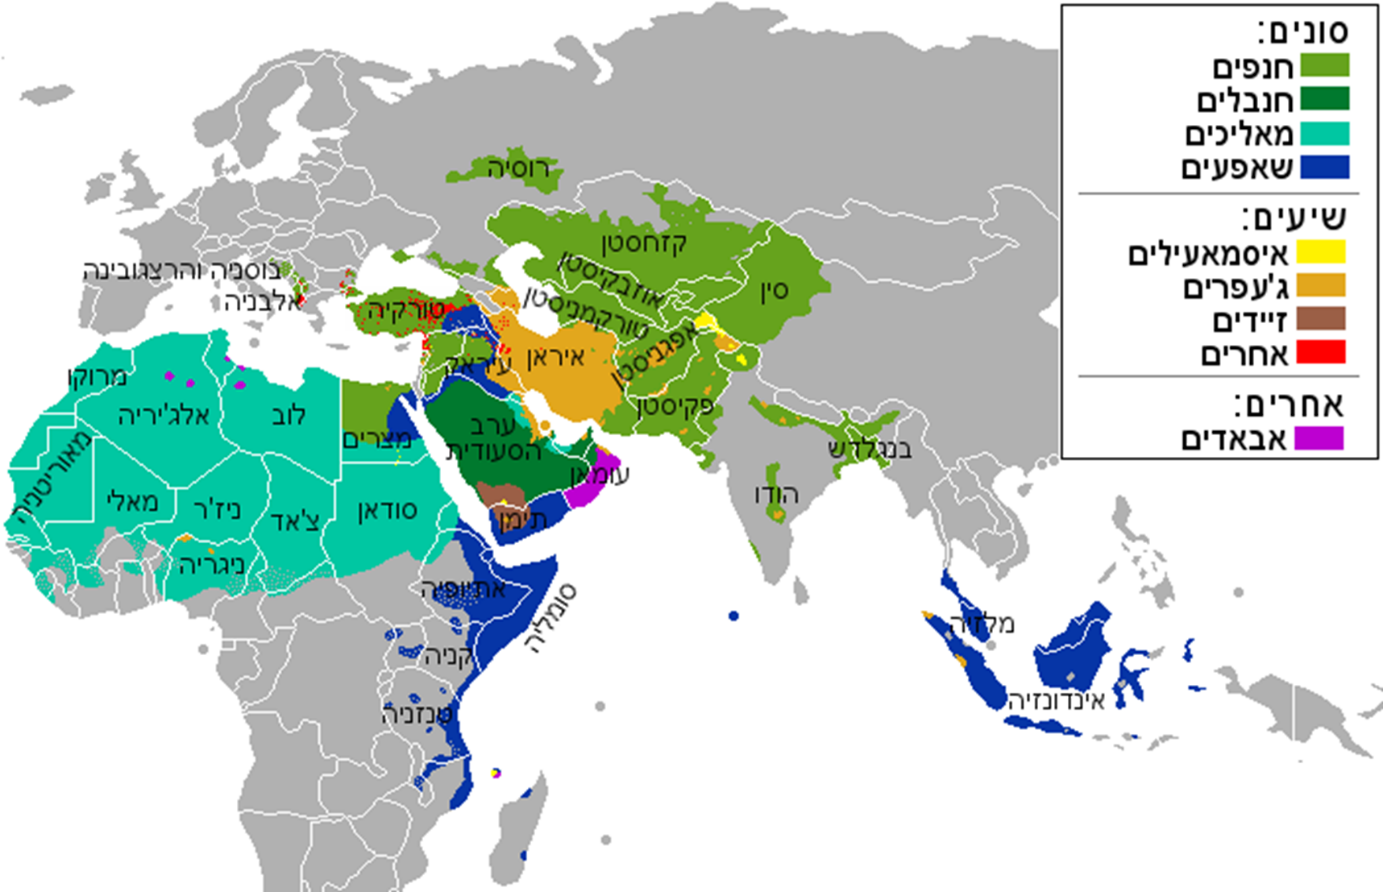 סונים:
חנפים
חנבלים
מאליכים
שאפעים
שיעים:
איסמאעילים
ג'עפרים
זיידים
אחרים
אחרים:
אבאדים
רוסיה
קזחסטן
אוזבקיסטן
סין
בוסניה והרצגובינה
אלבניה
טורקיה
טורקמניסטן
אפגניסטן
איראן
עיראק
מרוקו
אלג'יריה
לוב
מצרים
ערב
הסעודית
פקיסטן
בנגלדש
עומאן
הודו
מאוריטניה
מאלי
ניז'ר
צ'אד
סודאן
תימן
ניגריה
אתיופיה
סומליה
מלזיה
קניה
אינדונזיה
טנזניה